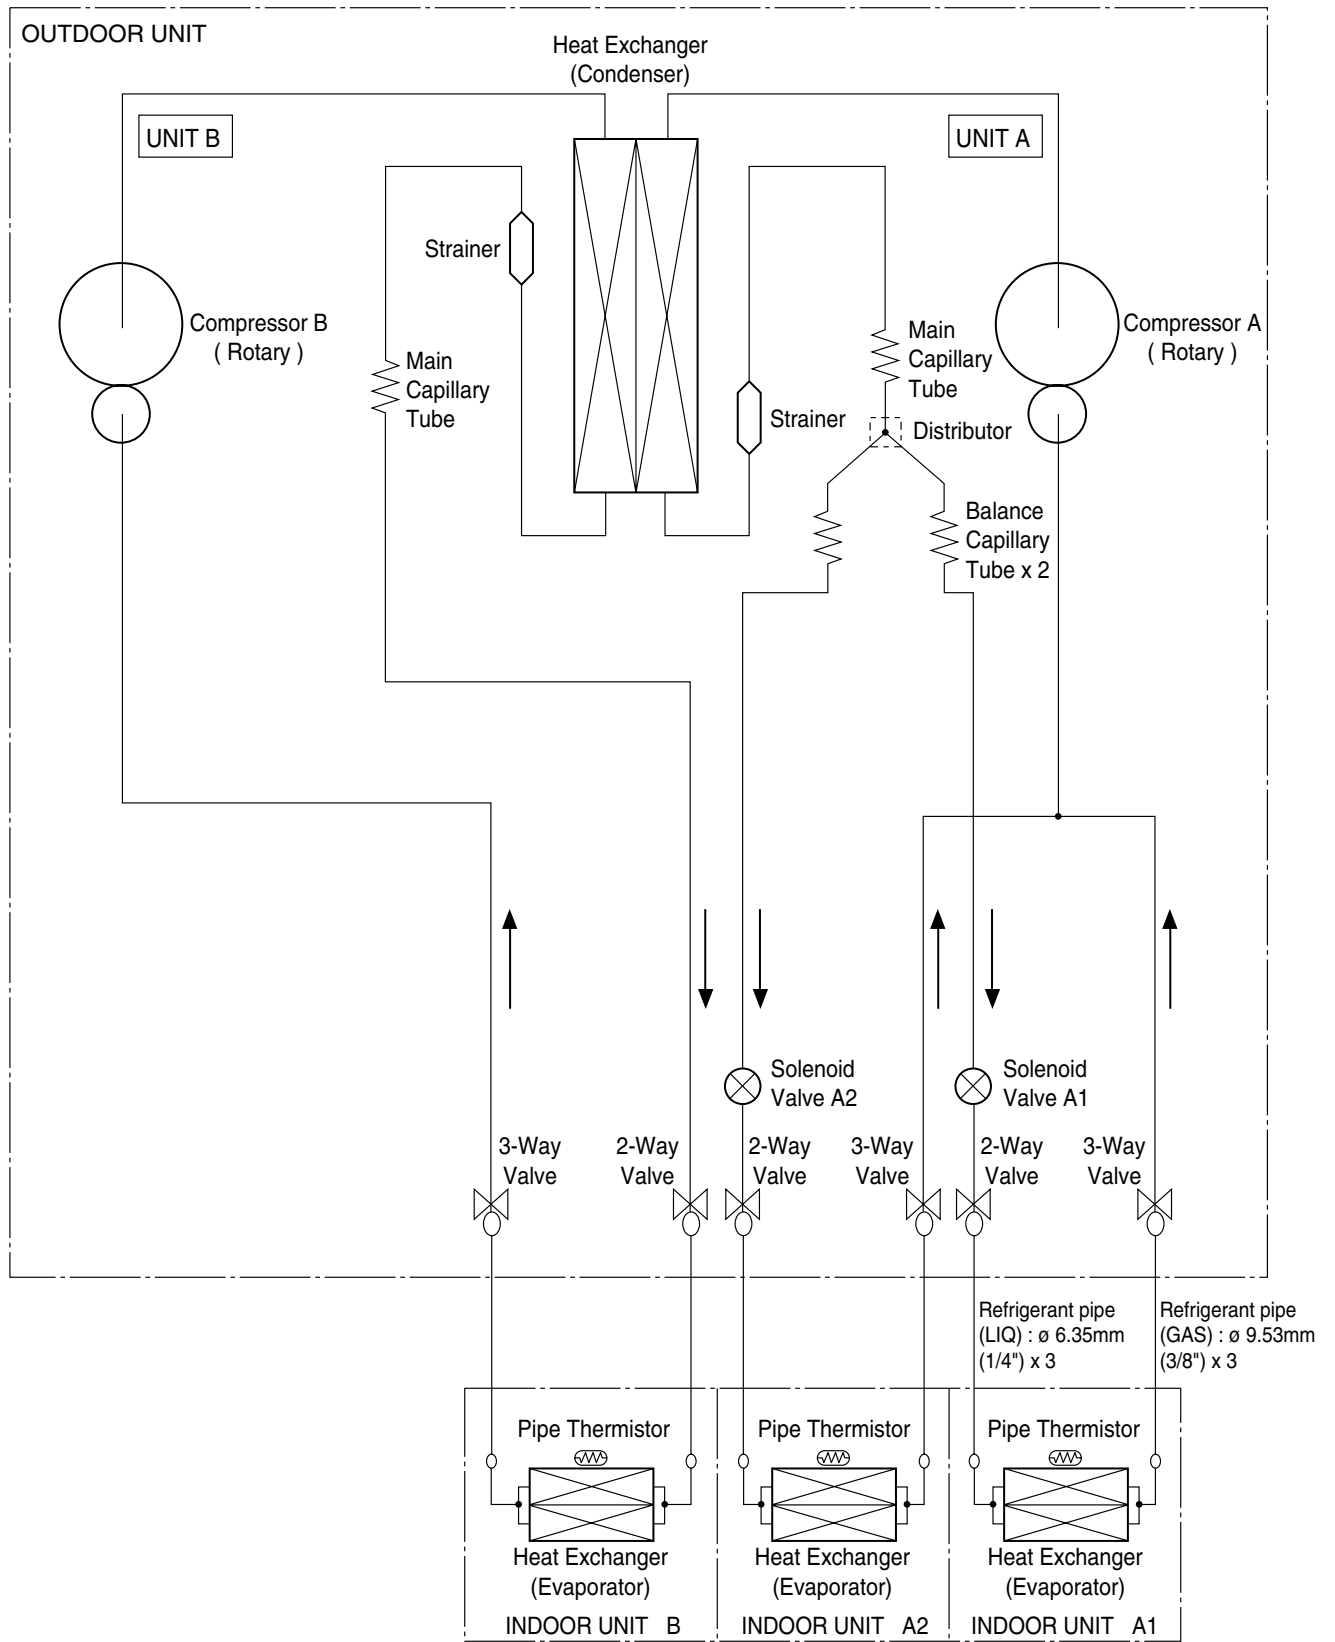 OUTDOOR UNIT
Heat Exchanger
(Condenser)
UNIT B
UNIT A
Strainer
Compressor B
( Rotary )
Main
Capillary
Tube
Main
Capillary
Tube
Compressor A
( Rotary )
Strainer
Distributor
Balance
Capillary
Tube x 2
Solenoid
Valve A2
Solenoid
Valve A1
3-Way
Valve
2-Way
Valve
2-Way
Valve
3-Way
Valve
2-Way
Valve
3-Way
Valve
Refrigerant pipe
(LIQ) : ø 6.35mm
(1/4") x 3
Refrigerant pipe
(GAS) : ø 9.53mm
(3/8") x 3
Pipe Thermistor
Pipe Thermistor
Pipe Thermistor
Heat Exchanger
(Evaporator)
Heat Exchanger
(Evaporator)
Heat Exchanger
(Evaporator)
INDOOR UNIT B
INDOOR UNIT A2
INDOOR UNIT A1